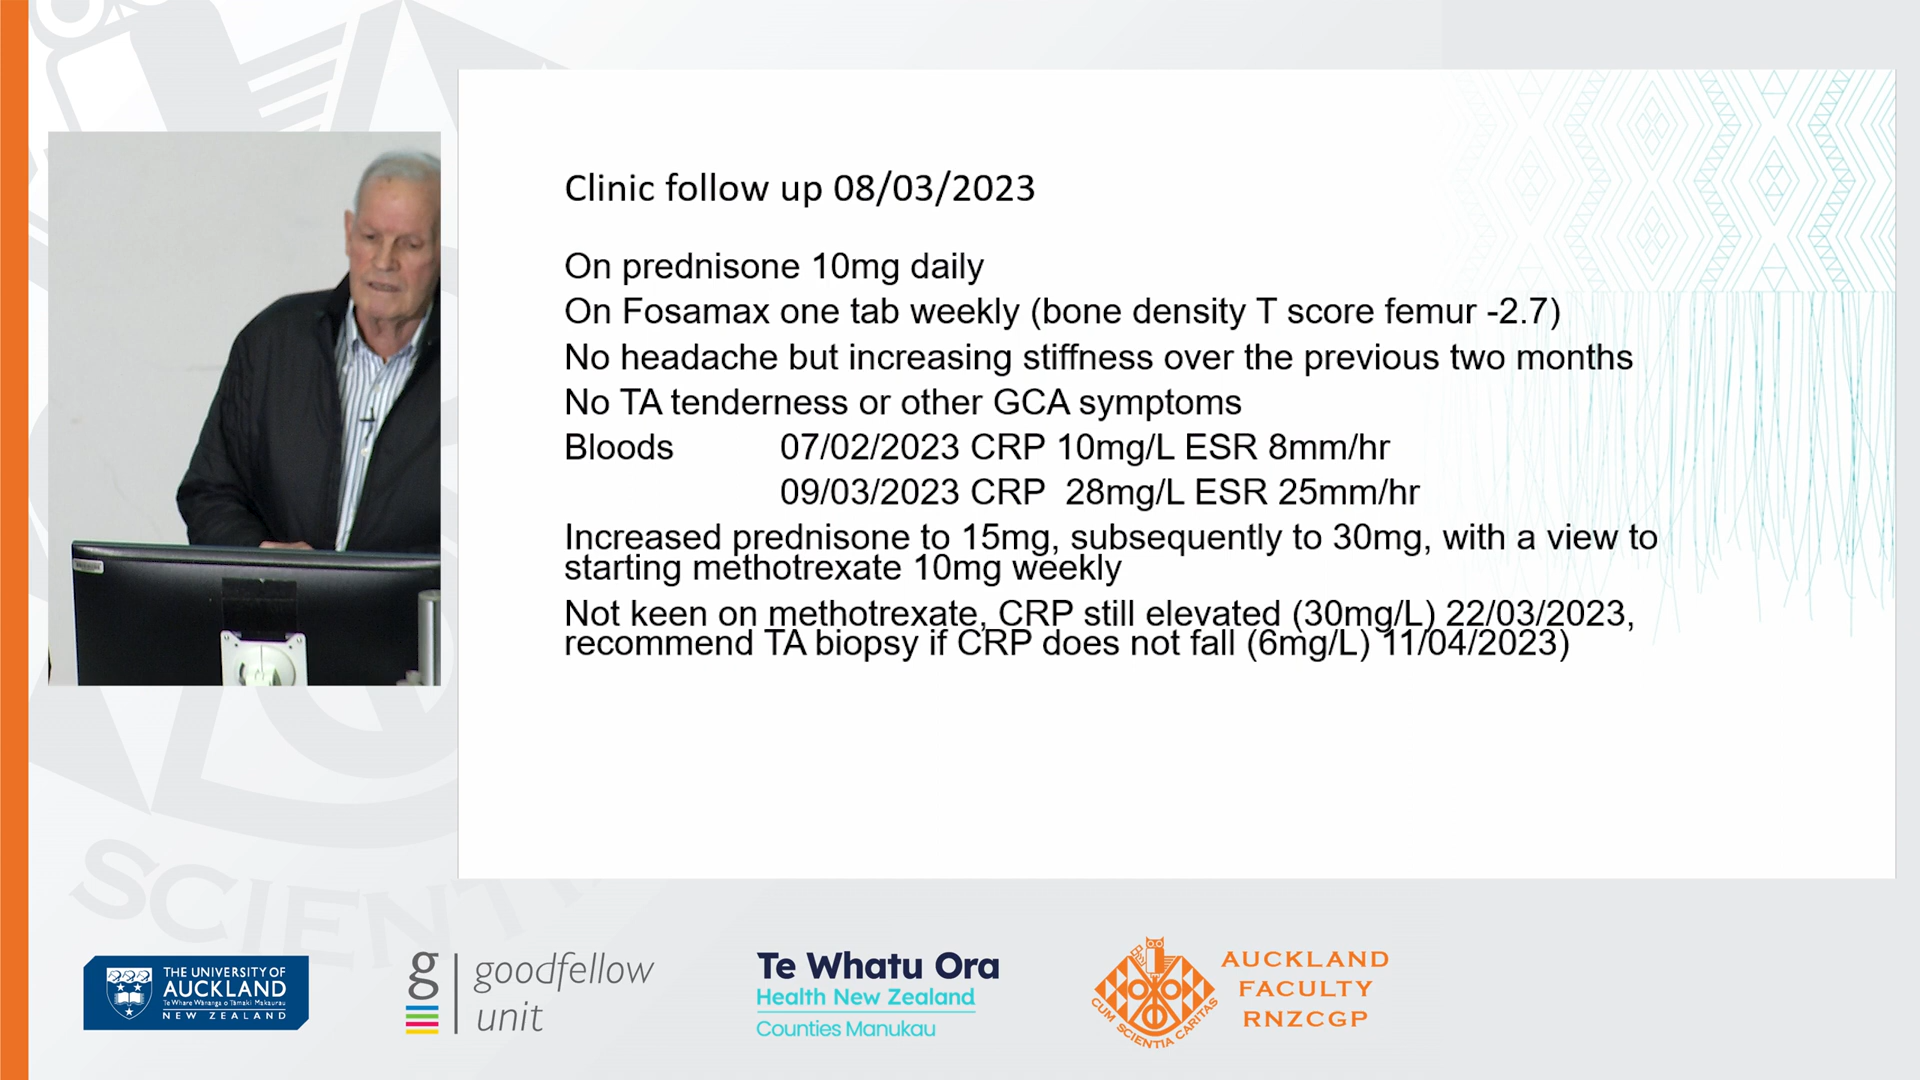 Clinic follow up 08/03/2023
On prednisone 10mg daily
On Fosamax one tab weekly (bone density T score femur -2.7)
No headache but increasing stiffness over the previous two months
No TA tenderness or other GCA symptoms
Bloods 07/02/2023 CRP 10mg/L ESR 8mm/hr
09/03/2023 CRP 28mg/L ESR 25mm/hr
Increased prednisone to 15mg, subsequently to 30mg, with a view to
starting methotrexate 10mg weekly
Not keen on methotrexate, CRP still elevated (30mg/L) 22/03/2023,
recommend TA biopsy if CRP does not fall (6mg/L) 11/04/2023)
SCIENTI
THE UNIVERSITY OF
AUCKLAND
Te Whare Wānanga o Tāmaki Makaurau
NEW ZEALAND
g goodfellow
unit
Te Whatu Ora
Health New Zealand
Counties Manukau
CUM SCIENTIA CARITAS
AUCKLAND
FACULTY
RNZCGP